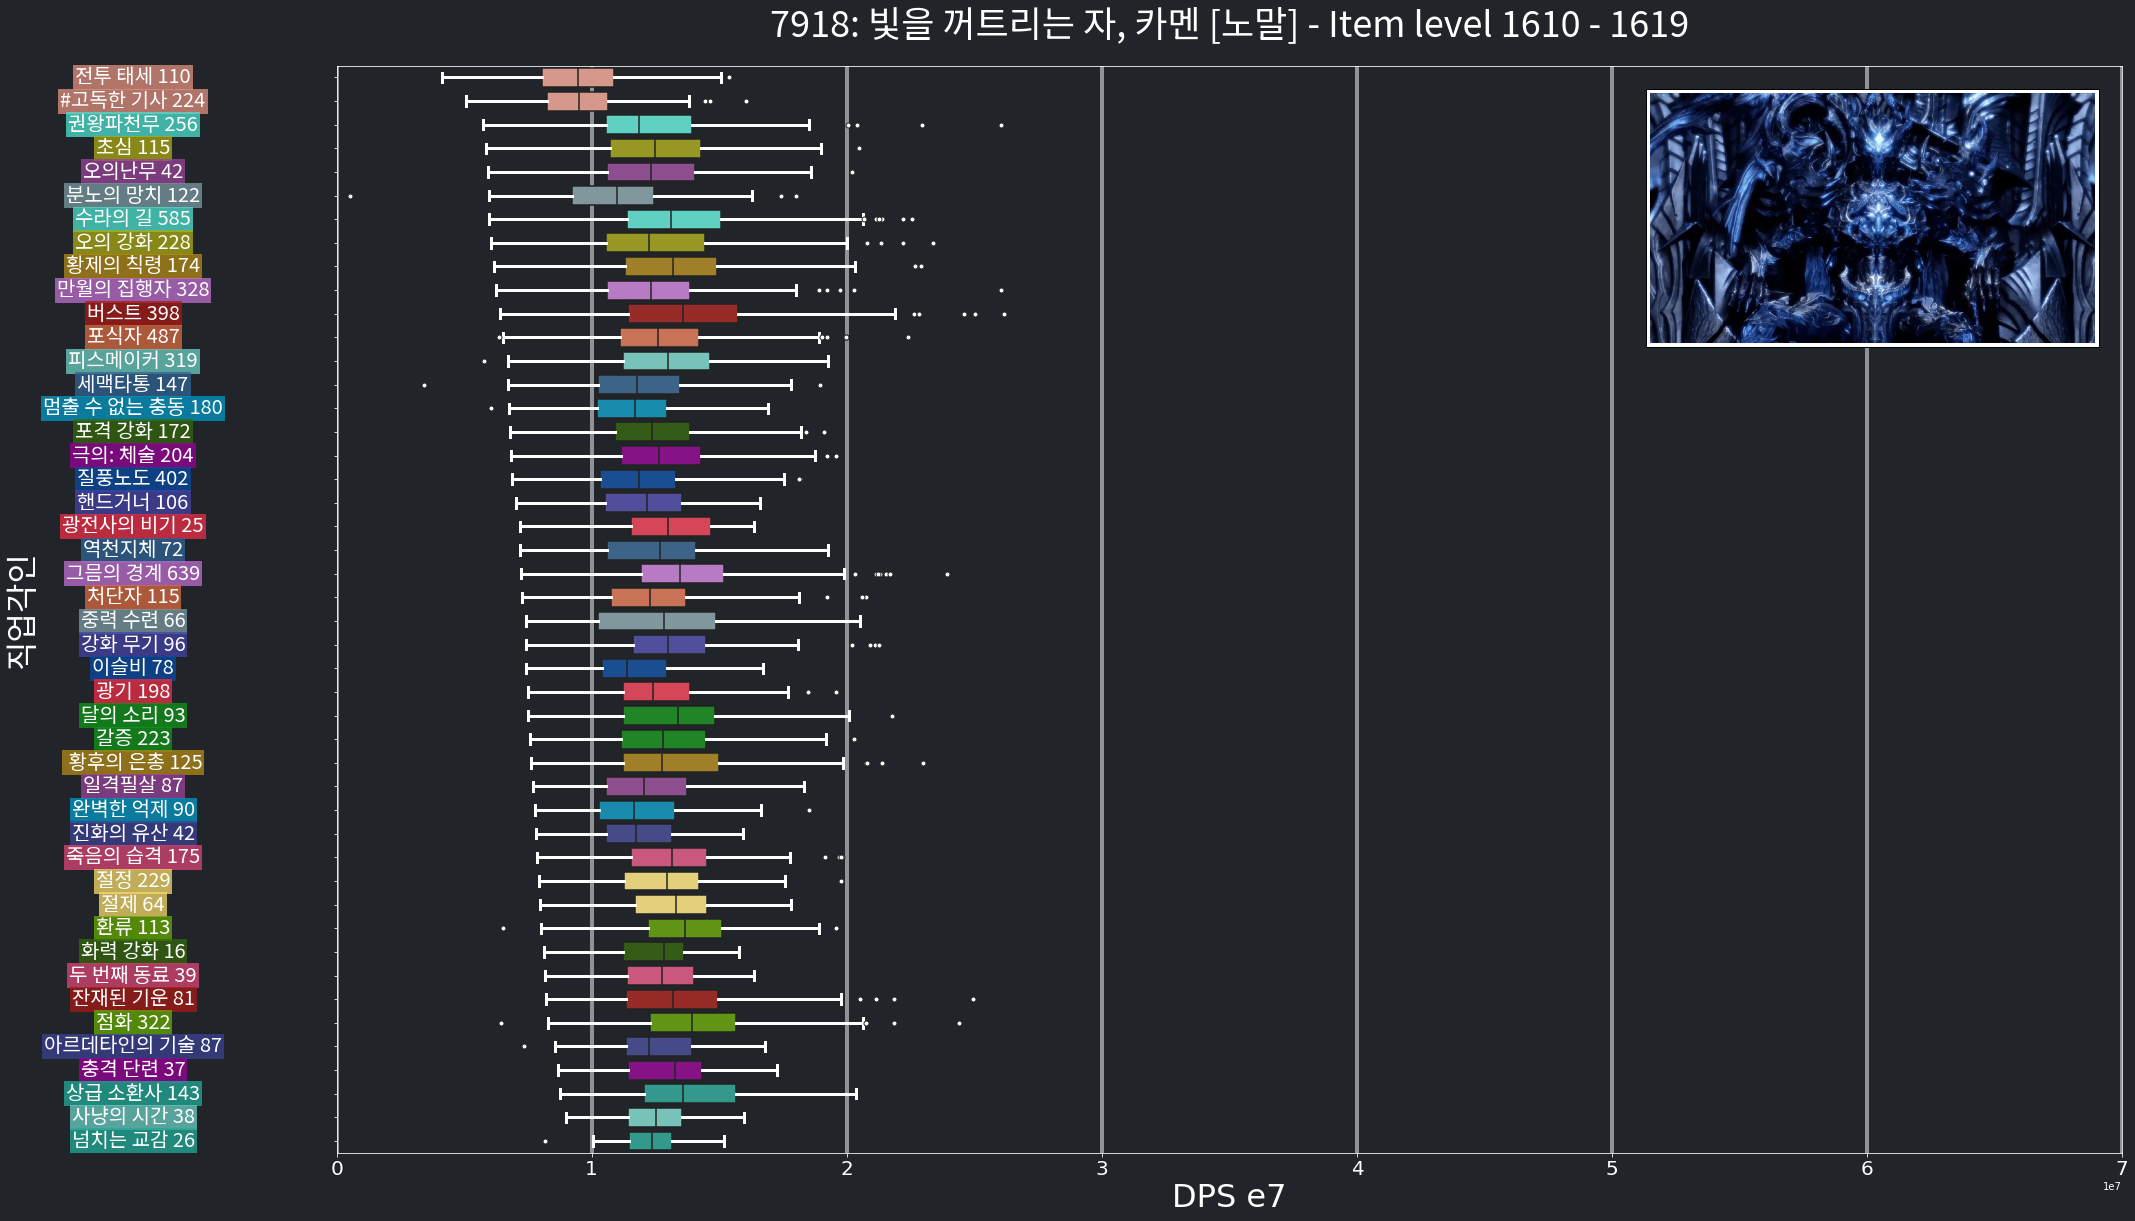 7918: 빛을 꺼트리는 자, 카멘 [노말] - Item level 1610 - 1619
전투 태세 110
#고독한 기사 224
권왕파천무 256
초심 115
오의난무 42
분노의 망치 122
수라의 길 585
오의 강화 228
황제의 칙령 174
만월의 집행자 328
버스트 398
포식자 487
피스메이커 319
세맥타통 147
멈출 수 없는 충동 180
포격 강화 172
극의: 체술 204
질풍노도 402
핸드거너 106
광전사의 비기 25
역천지체 72
그믐의 경계 639
처단자 115
중력 수련 66
강화 무기 96
이슬비 78
광기 198
달의 소리 93
갈증 223
황후의 은총 125
일격필살 87
완벽한 억제 90
진화의 유산 42
죽음의 습격 175
절정 229
절제 64
환류 113
화력 강화 16
두 번째 동료 39
잔재된 기운 81
점화 322
아르데타인의 기술 87
충격 단련 37
상급 소환사 143
사냥의 시간 38
넘치는 교감 26
직업각인
0 1 2 3 4 5 6 7
1e7
DPS e7